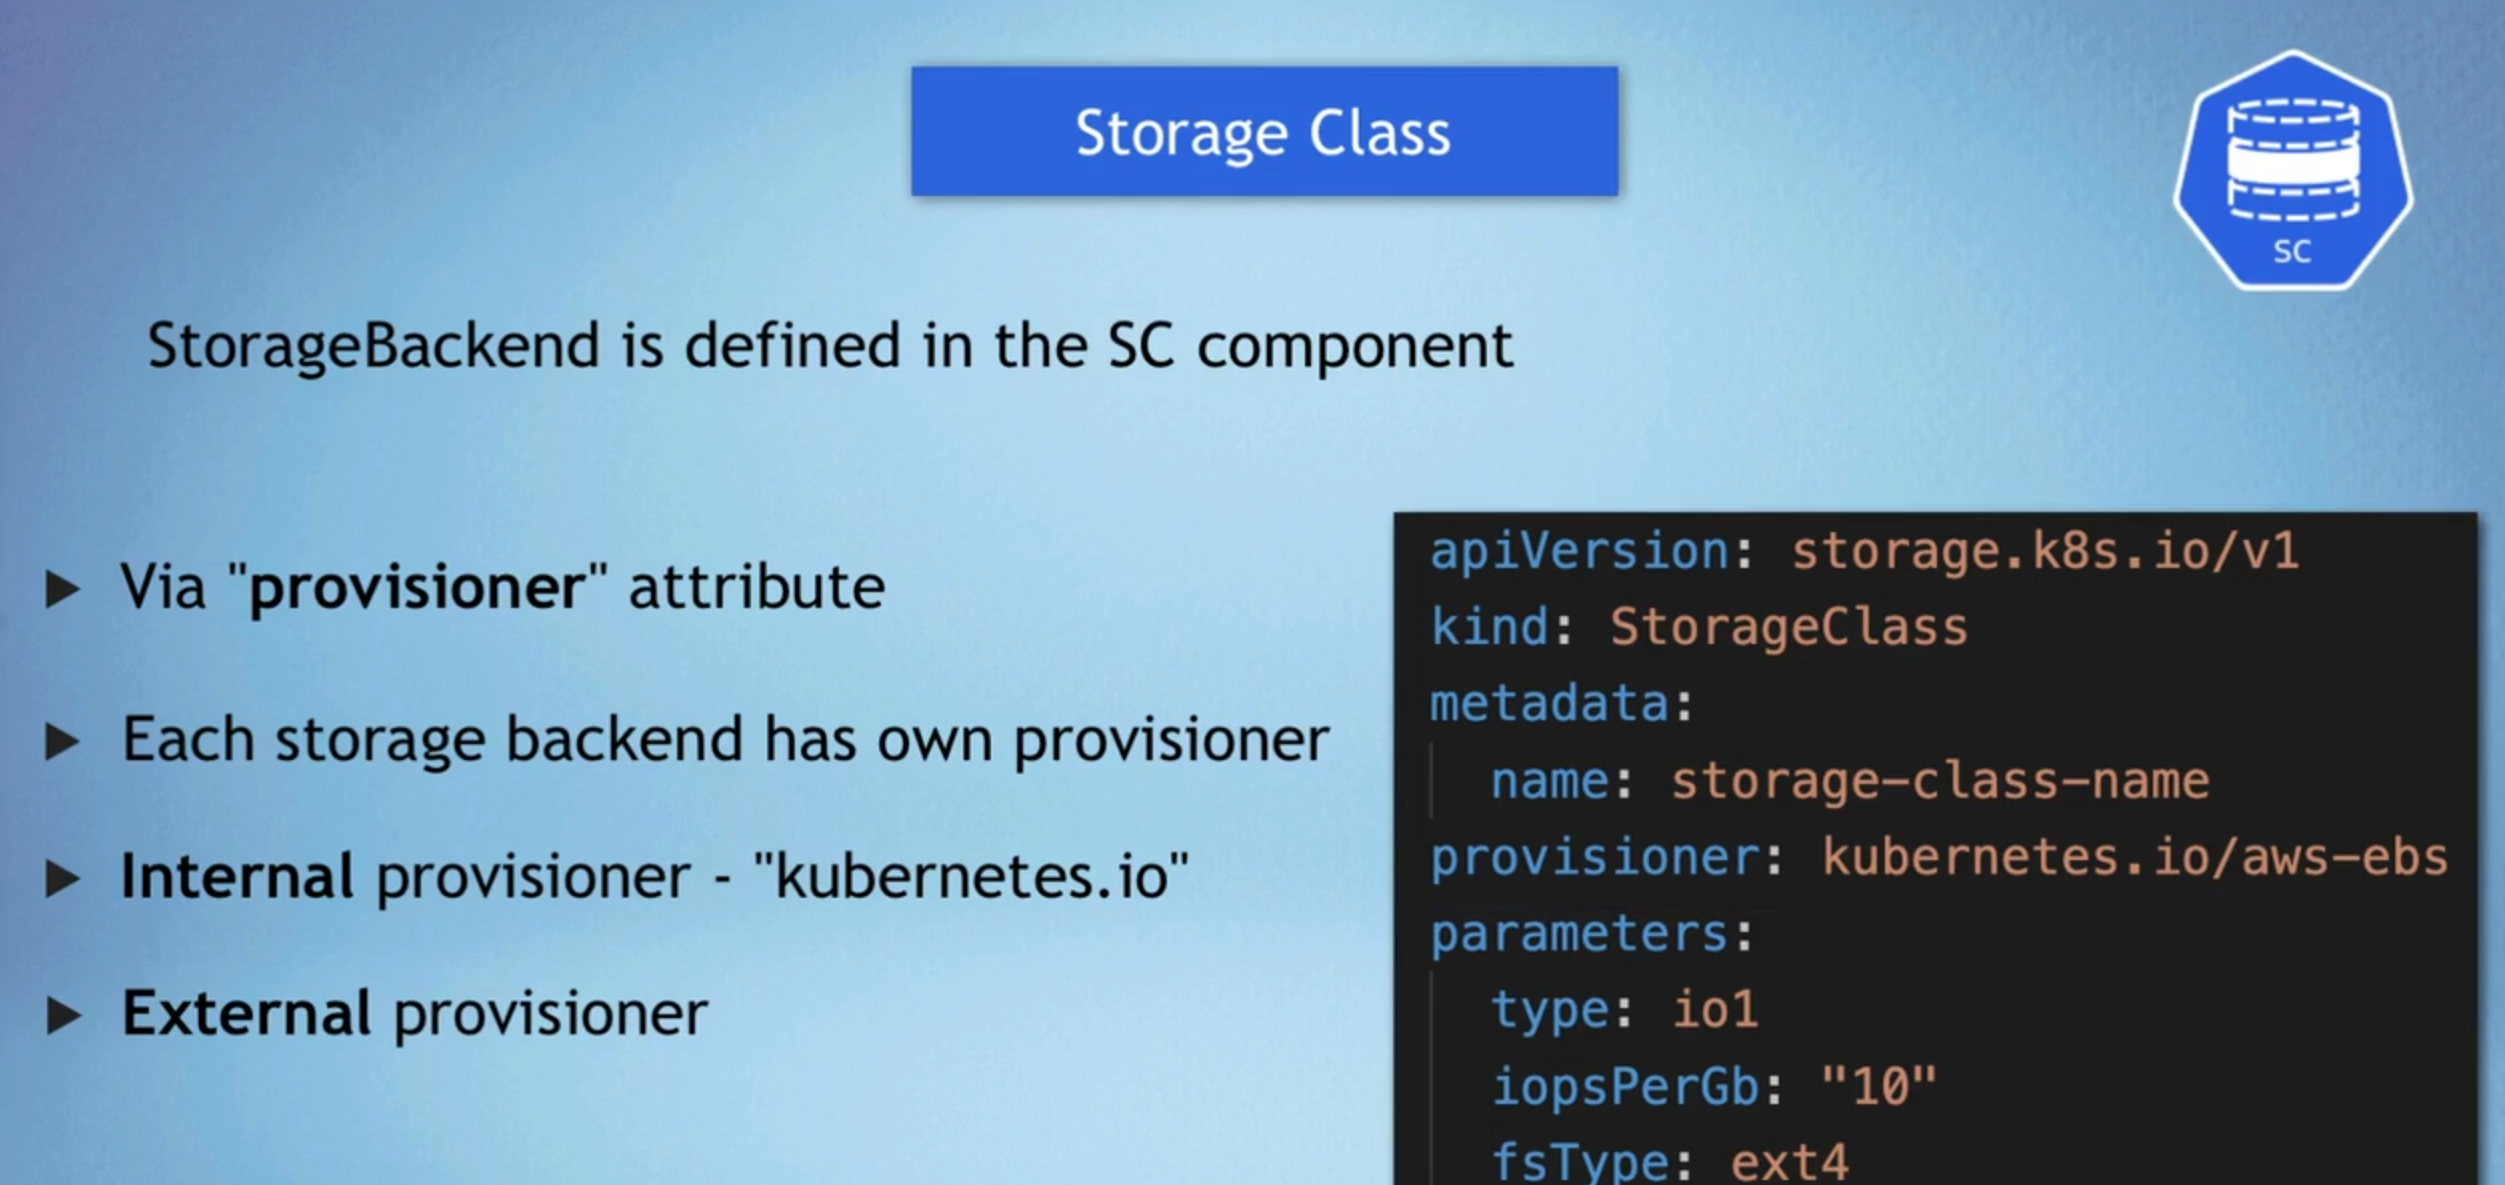 Storage Class
SC
StorageBackend is defined in the SC component
Via "provisioner" attribute
Each storage backend has own provisioner
Internal provisioner - "kubernetes.io"
External provisioner
apiVersion: storage.k8s.io/v1
kind: StorageClass
metadata:
  name: storage-class-name
provisioner: kubernetes.io/aws-ebs
parameters:
  type: io1
  iopsPerGb: "10"
  fsType: ext4